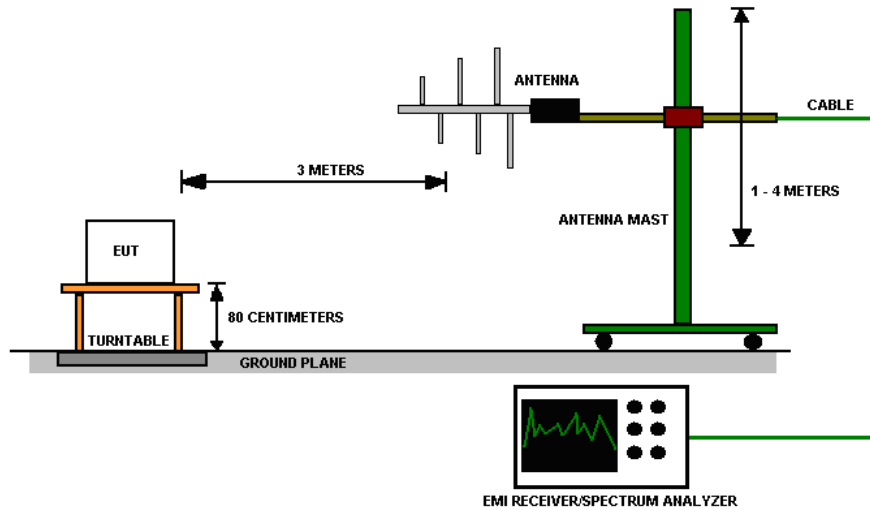 ANTENNA
CABLE
3 METERS
1 - 4 METERS
ANTENNA MAST
EUT
80 CENTIMETERS
TURNTABLE
GROUND PLANE
EMI RECEIVER/SPECTRUM ANALYZER